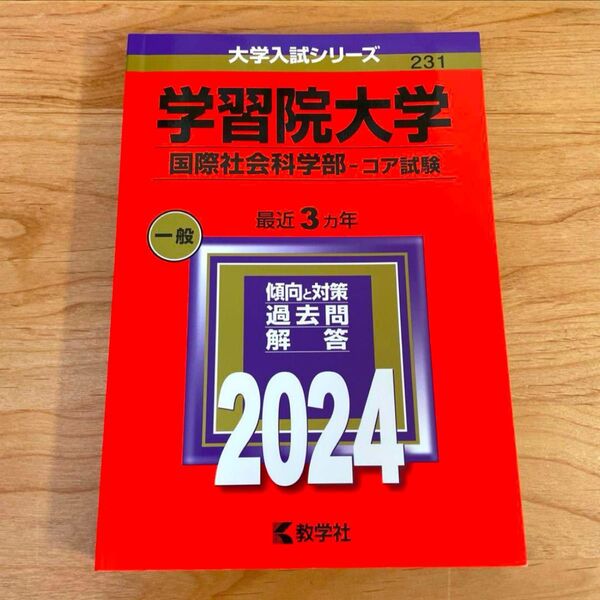 大学入試シリーズ
231
学習院大学
国際社会科学部-コア試験
最近3ヵ年
一般
傾向と対策
過去問
解答
2024
教学社